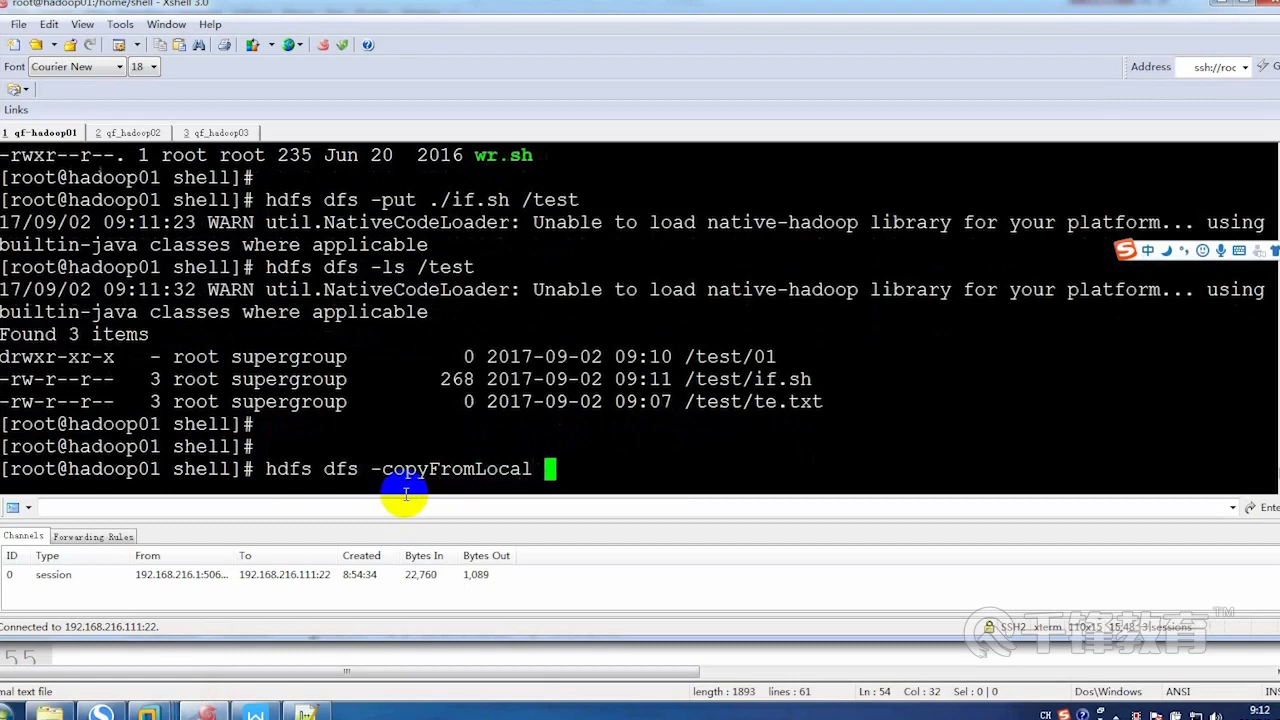 root@hadoop01:/home/shell - Xshell 3.0
File Edit View Tools Window Help
Font Courier New 18 Address ssh://roc
Links
1 qf-hadoop01 2 qf_hadoop02 3 qf_hadoop03
-rwxr--r--. 1 root root 235 Jun 20  2016 wr.sh
[root@hadoop01 shell]#
[root@hadoop01 shell]# hdfs dfs -put ./if.sh /test
17/09/02 09:11:23 WARN util.NativeCodeLoader: Unable to load native-hadoop library for your platform... using
builtin-java classes where applicable
[root@hadoop01 shell]# hdfs dfs -ls /test
中
17/09/02 09:11:32 WARN util.NativeCodeLoader: Unable to load native-hadoop library for your platform... using
builtin-java classes where applicable
Found 3 items
drwxr-xr-x   - root supergroup          0 2017-09-02 09:10 /test/01
-rw-r--r--   3 root supergroup        268 2017-09-02 09:11 /test/if.sh
-rw-r--r--   3 root supergroup          0 2017-09-02 09:07 /test/te.txt
[root@hadoop01 shell]#
[root@hadoop01 shell]#
[root@hadoop01 shell]# hdfs dfs -copyFromLocal
Ente
Channels Forwarding Rules
ID Type From To Created Bytes In Bytes Out
0 session 192.168.216.1:506... 192.168.216.111:22 8:54:34 22,760 1,089
Connected to 192.168.216.111:22.
SSH2 xterm 110x15 15,48 3 sessions
千锋教育™
55
mal text file length : 1893 lines : 61 Ln : 54 Col : 32 Sel : 0 | 0 Dos\Windows ANSI INS
CH 9:12